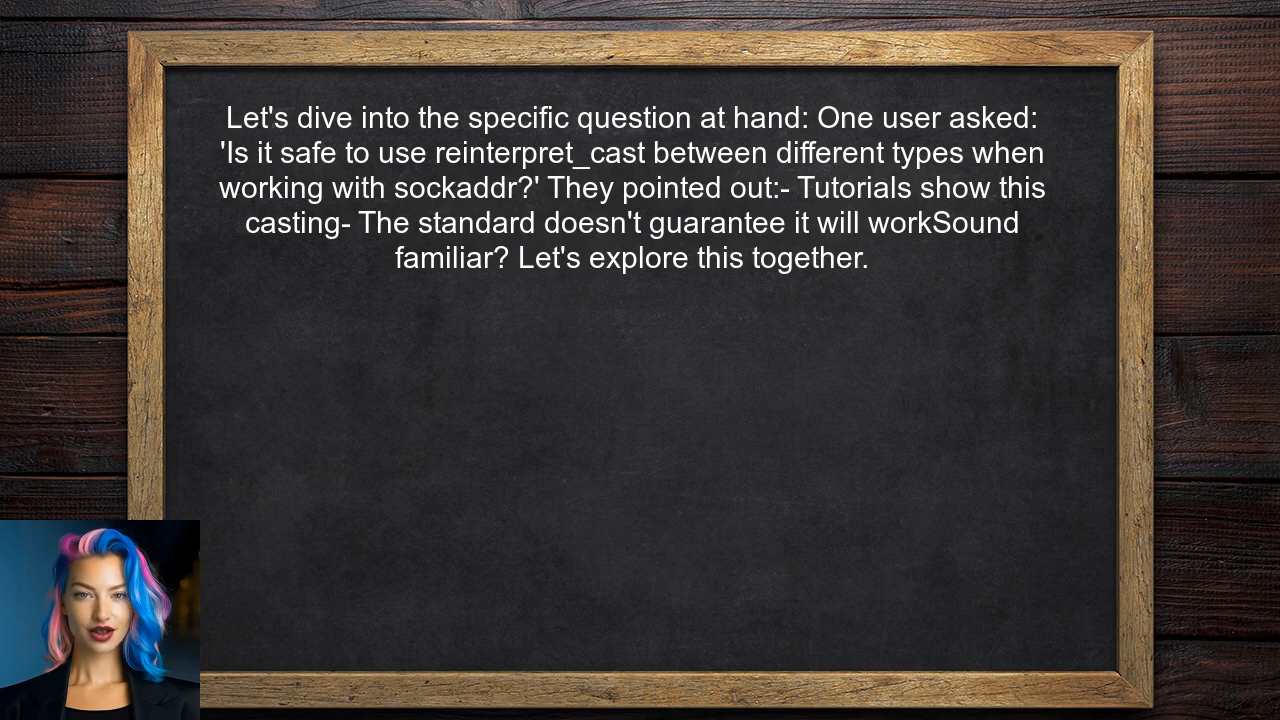 Let's dive into the specific question at hand: One user asked:
'Is it safe to use reinterpret_cast between different types when
working with sockaddr?' They pointed out:- Tutorials show this
casting- The standard doesn't guarantee it will workSound
familiar? Let's explore this together.